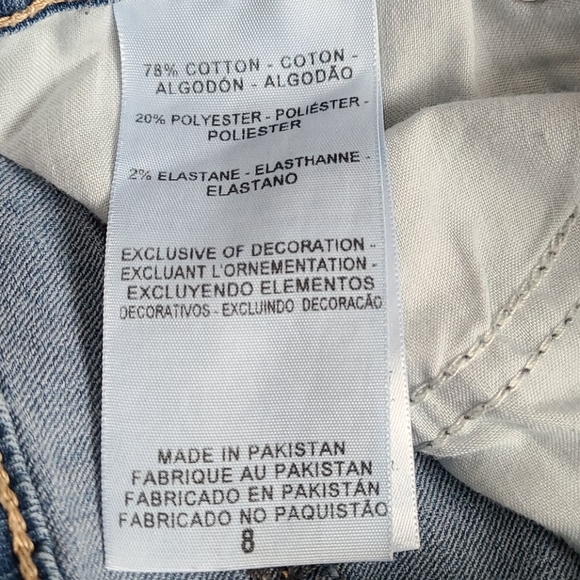 78% COTTON - COTON -
ALGODÓN - ALGODÃO
20% POLYESTER - POLIÉSTER -
POLIESTER
2% ELASTANE - ELASTHANNE -
ELASTANO
EXCLUSIVE OF DECORATION -
EXCLUANT L'ORNEMENTATION -
EXCLUYENDO ELEMENTOS
DECORATIVOS - EXCLUINDO DECORAÇÃO
MADE IN PAKISTAN
FABRIQUE AU PAKISTAN
FABRICADO EN PAKISTÁN
FABRICADO NO PAQUISTÃO
8